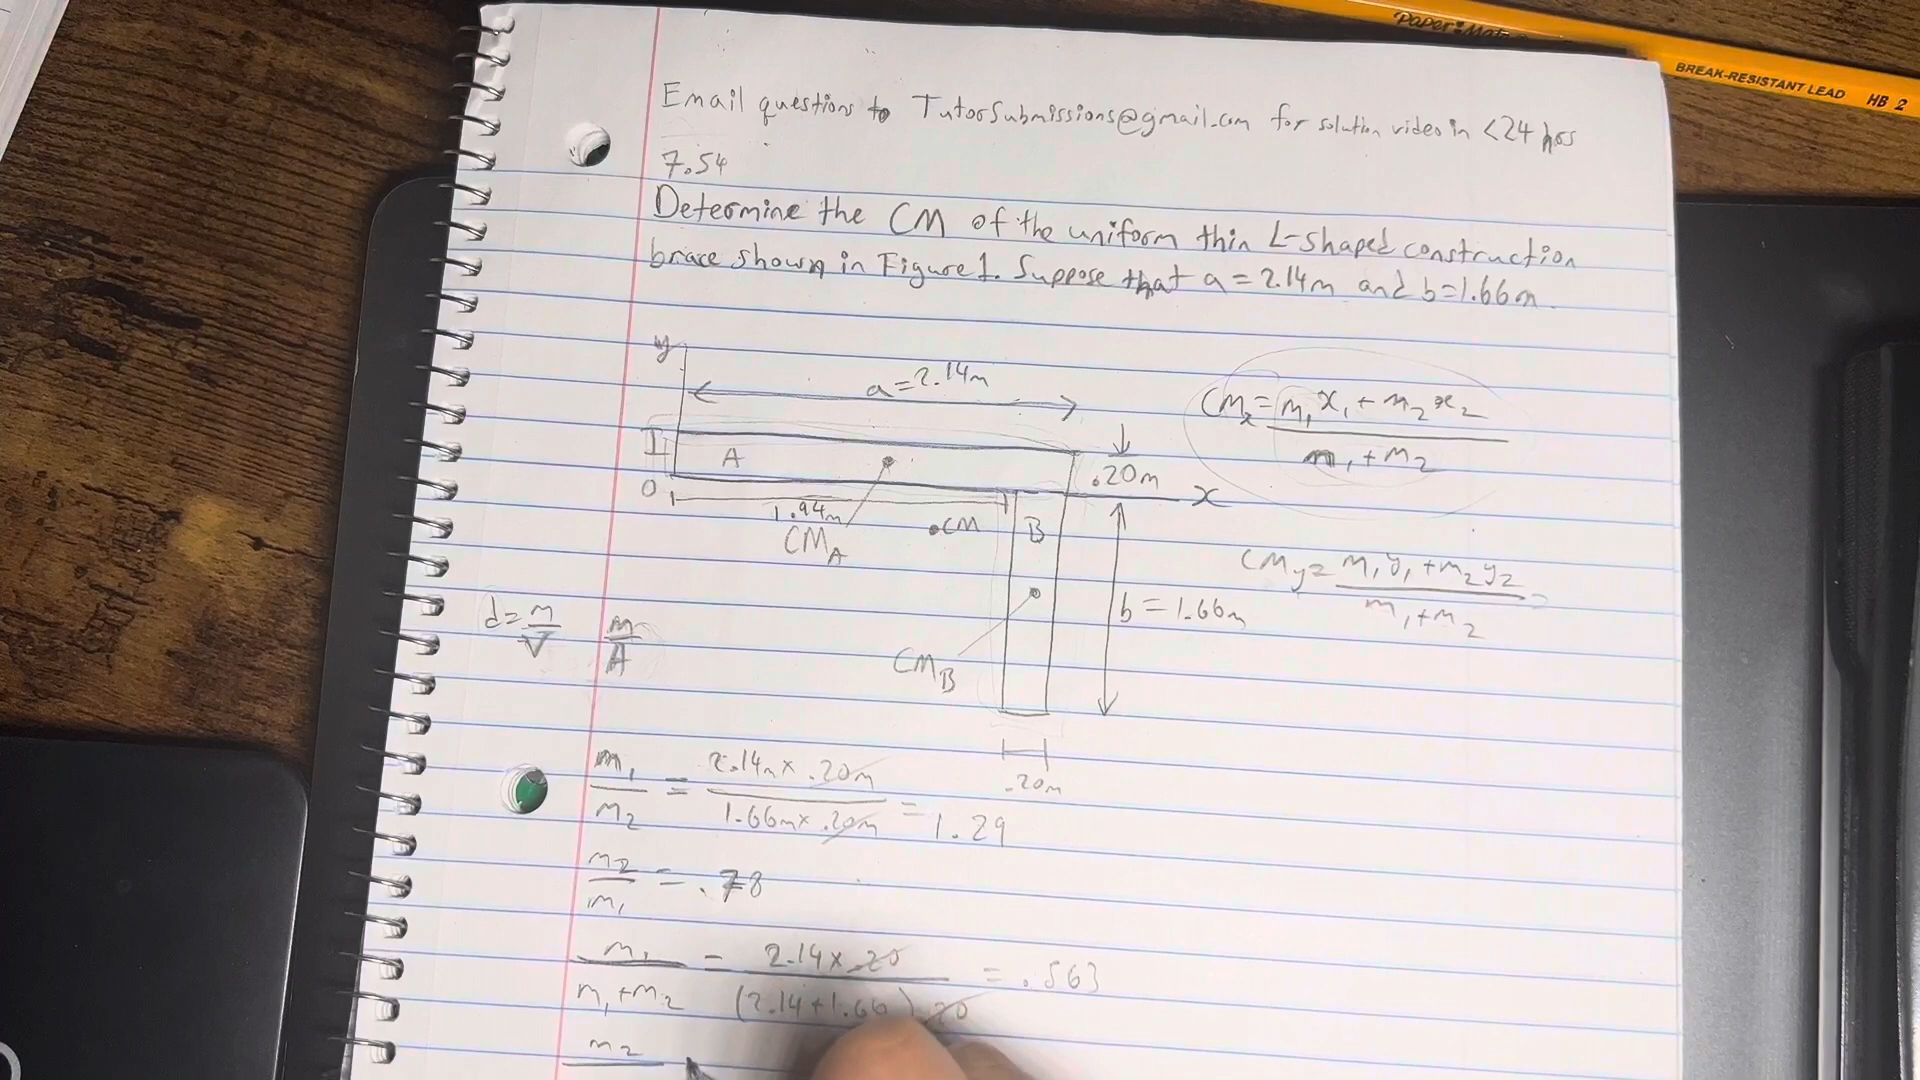 Paper Mate
BREAK-RESISTANT LEAD HB 2
Email questions to TutorSubmissions@gmail.com for solution video in <24 hrs
7.54
Determine the CM of the uniform thin L-shaped construction
brace shown in Figure 1. Suppose that a = 2.14m and b=1.66m.
y
a = 2.14m
CMx = m1x1 + m2x2
m1 + m2
A
.20m
0
x
1.94m
CMA
CM
B
CMy = m1y1 + m2y2
m1 + m2
=
b = 1.66m
d = m
V
m
A
CMB
.20m
m1 = 2.14m x .20m
m2 1.66m x .20m = 1.29
m2 = .78
m1
m1 = 2.14 x .20 = .563
m1 + m2 (2.14 + 1.66) .20
m2